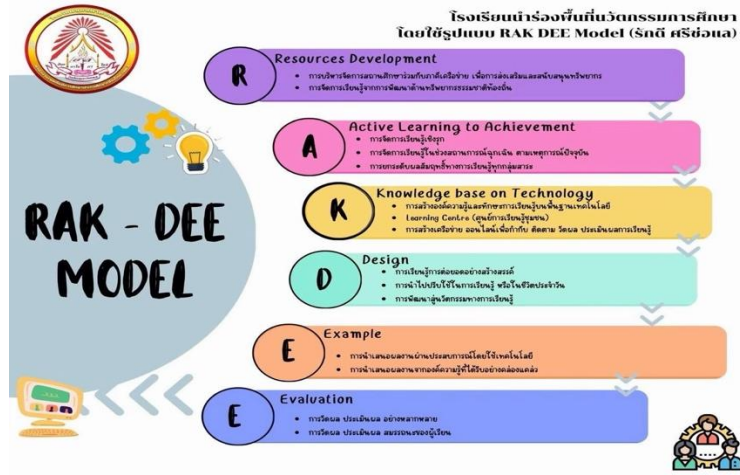 โรงเรียนนำร่องพื้นที่นวัตกรรมการศึกษา
โดยใช้รูปแบบ RAK DEE Model (รักดี ศรีช่อแล)
RAK - DEE
MODEL
R
Resources Development
• การบริหารจัดการสถานศึกษาร่วมกับภาคีเครือข่าย เพื่อการส่งเสริมและสนับสนุนทรัพยากร
• การจัดการเรียนรู้จากการพัฒนาด้านทรัพยากรธรรมชาติท้องถิ่น
A
Active Learning to Achievement
• การจัดการเรียนรู้เชิงรุก
• การจัดการเรียนรู้ในช่วงสถานการณ์ฉุกเฉิน ตามเหตุการณ์ปัจจุบัน
• การยกระดับผลสัมฤทธิ์ทางการเรียนรู้ทุกกลุ่มสาระ
K
Knowledge base on Technology
• การสร้างองค์ความรู้และทักษะการเรียนรู้บนพื้นฐานเทคโนโลยี
• Learning Centre (ศูนย์การเรียนรู้ชุมชน)
• การสร้างเครือข่าย ออนไลน์เพื่อกำกับ ติดตาม วัดผล ประเมินผลการเรียนรู้
D
Design
• การเรียนรู้การต่อยอดอย่างสร้างสรรค์
• การนำไปปรับใช้ในการเรียนรู้ หรือในชีวิตประจำวัน
• การพัฒนาสู่นวัตกรรมทางการเรียนรู้
E
Example
• การนำเสนอผลงานผ่านประสบการณ์โดยใช้เทคโนโลยี
• การนำเสนอผลงานจากองค์ความรู้ที่ได้รับอย่างคล่องแคล่ว
E
Evaluation
• การวัดผล ประเมินผล อย่างหลากหลาย
• การวัดผล ประเมินผล สมรรถนะของผู้เรียน